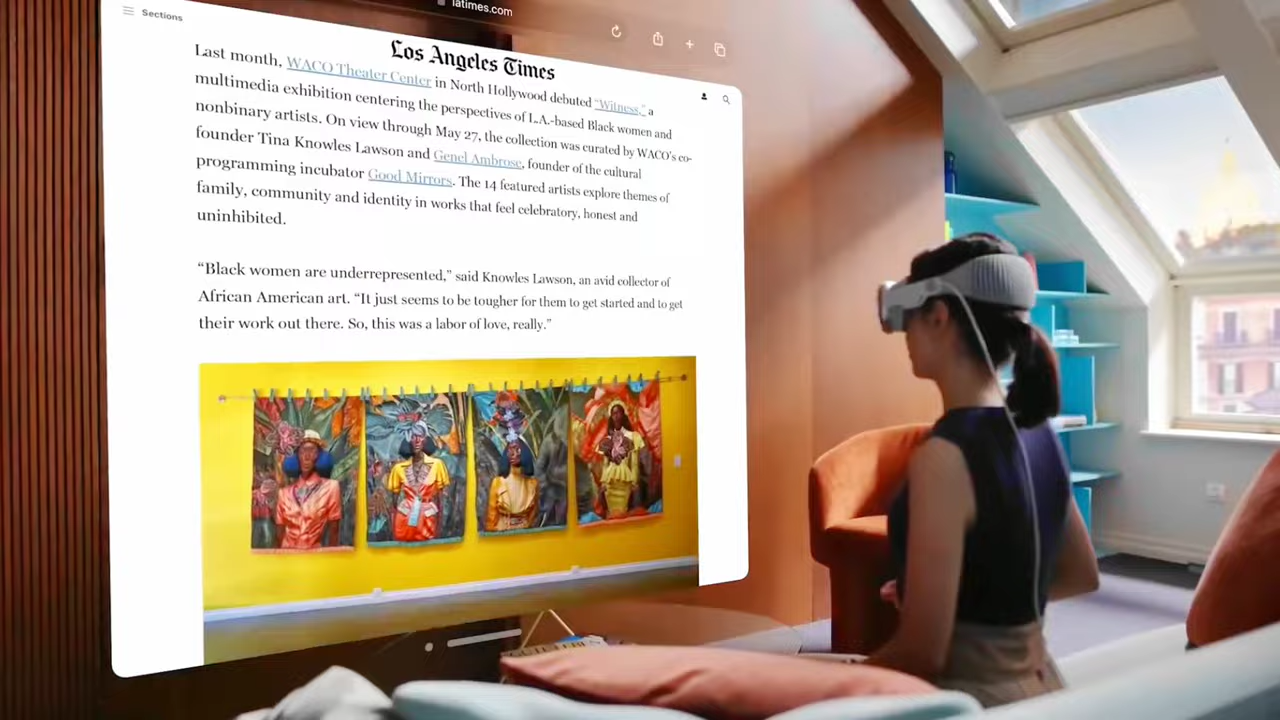 latimes.com
Sections
Los Angeles Times
Last month, WACO Theater Center in North Hollywood debuted “Witness,” a
multimedia exhibition centering the perspectives of L.A.-based Black women and
nonbinary artists. On view through May 27, the collection was curated by WACO’s co-
founder Tina Knowles Lawson and Genel Ambrose, founder of the cultural
programming incubator Good Mirrors. The 14 featured artists explore themes of
family, community and identity in works that feel celebratory, honest and
uninhibited.
“Black women are underrepresented,” said Knowles Lawson, an avid collector of
African American art. “It just seems to be tougher for them to get started and to get
their work out there. So, this was a labor of love, really.”